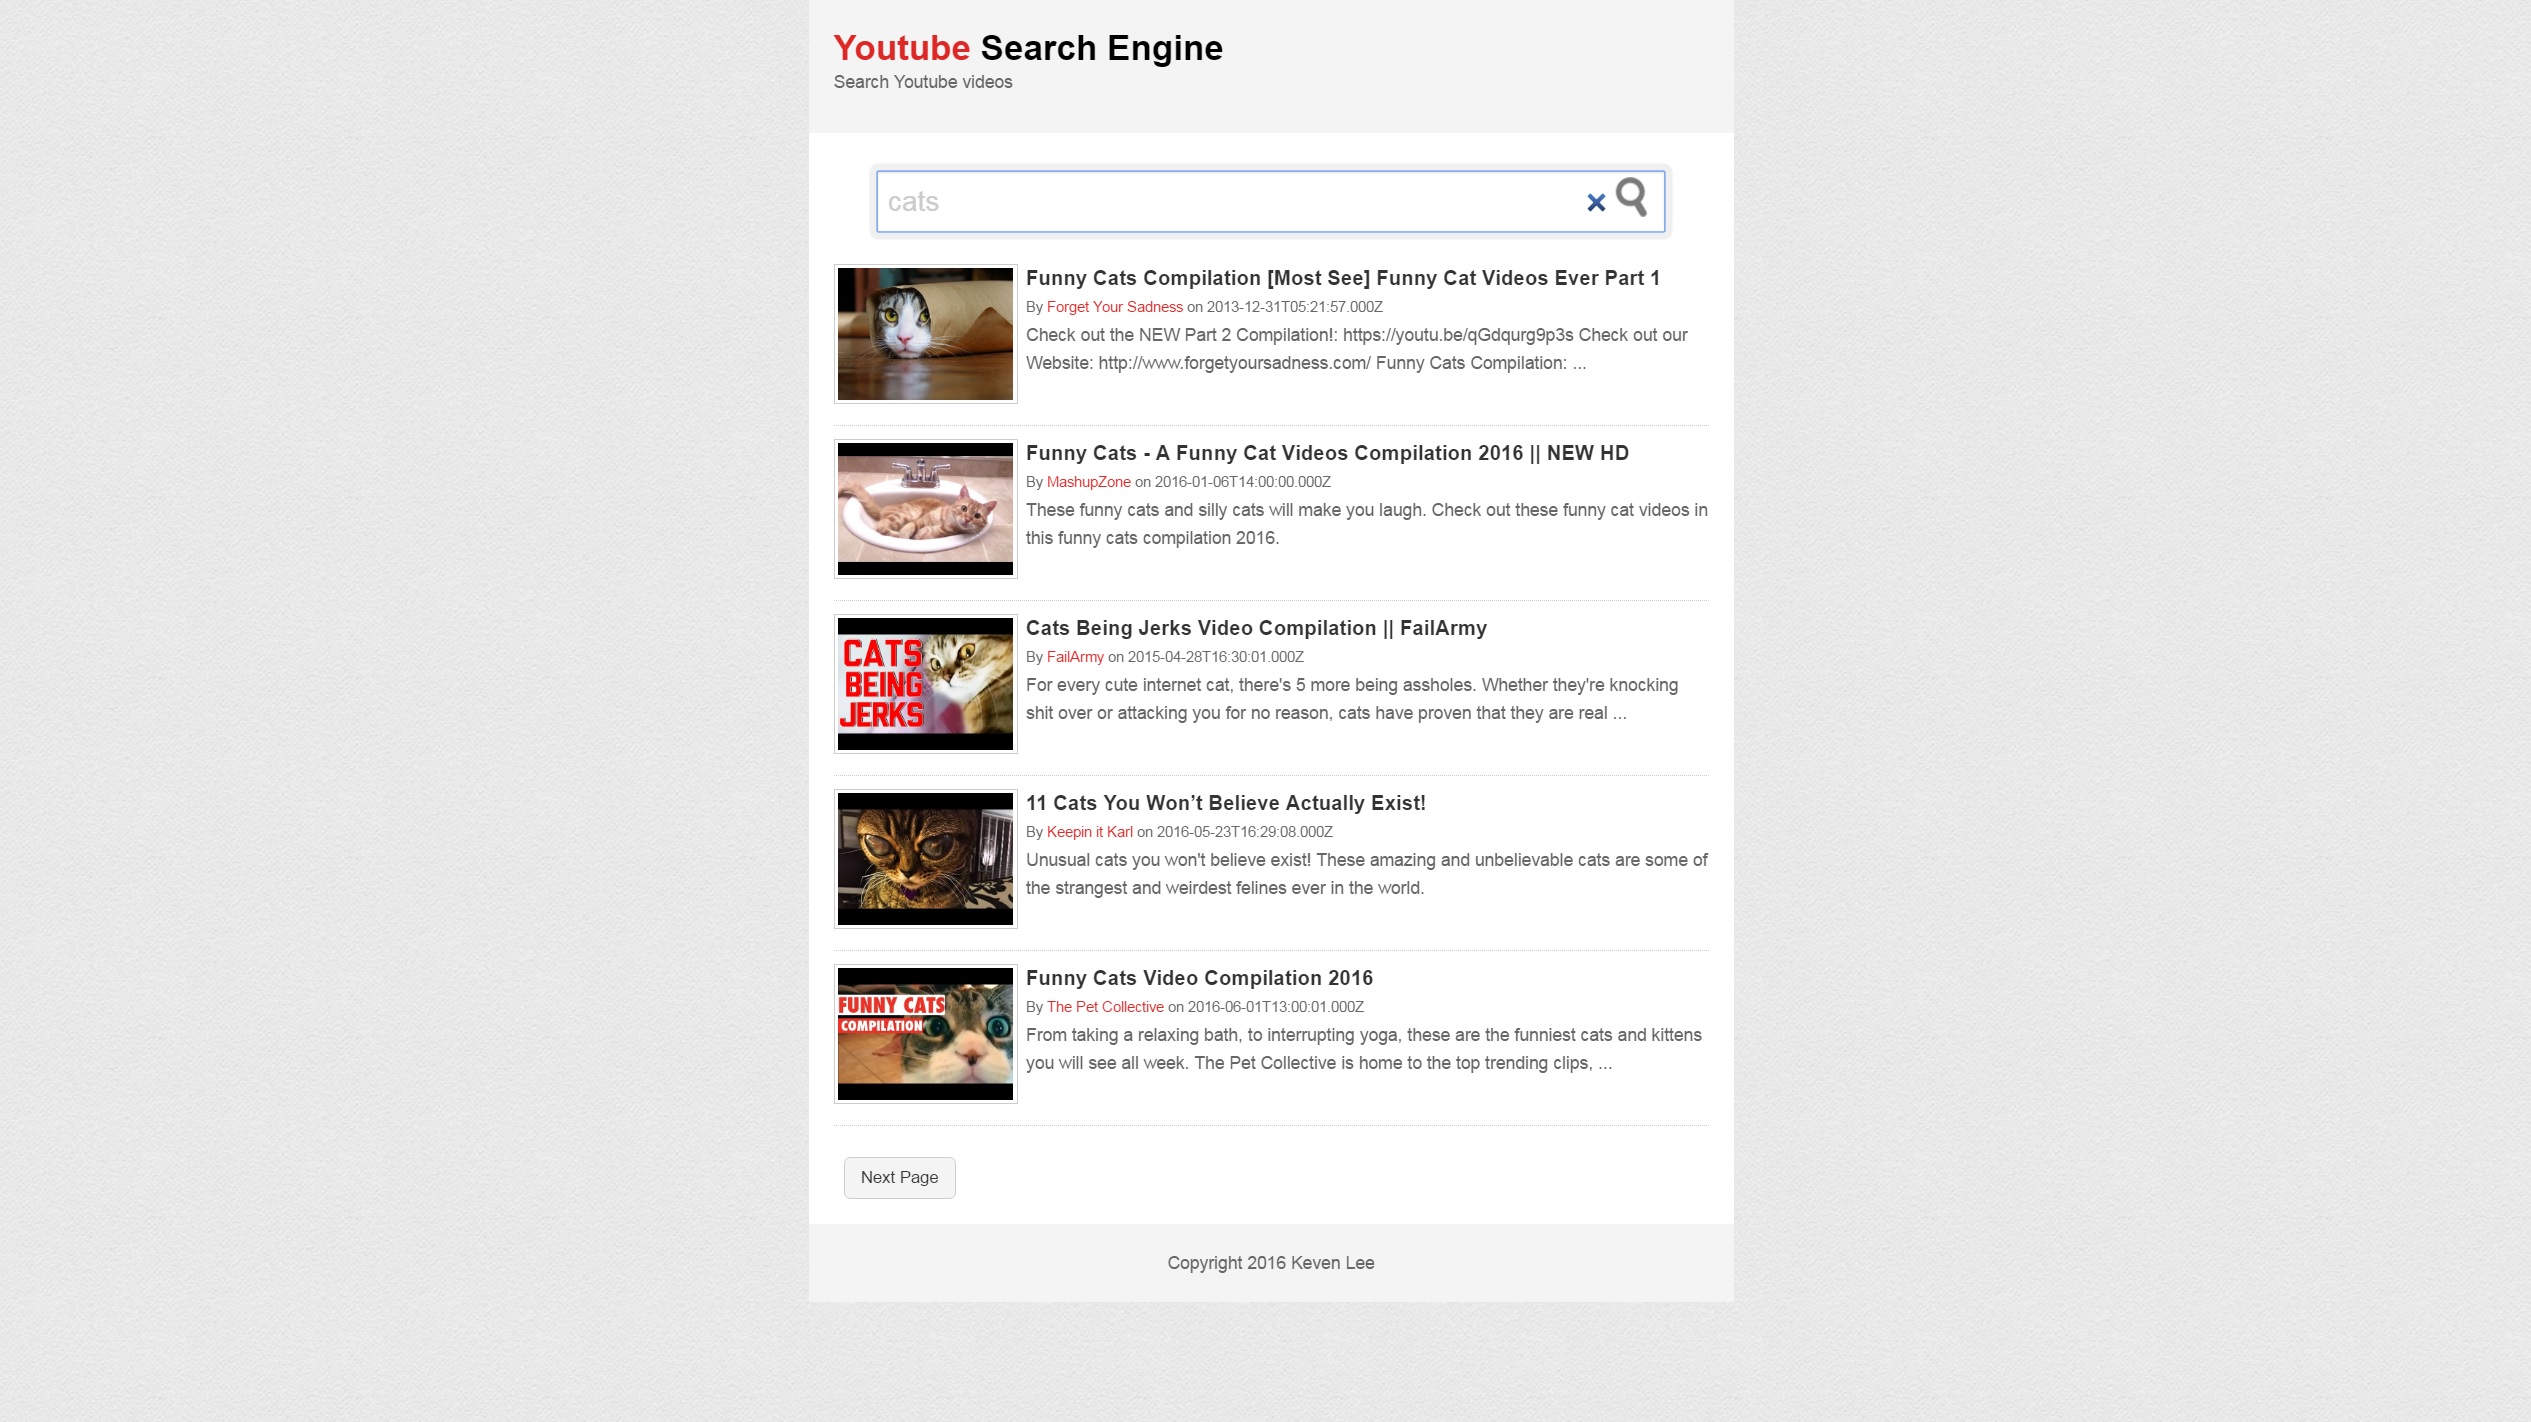 Youtube Search Engine
Search Youtube videos
cats
Funny Cats Compilation [Most See] Funny Cat Videos Ever Part 1
By Forget Your Sadness on 2013-12-31T05:21:57.000Z
Check out the NEW Part 2 Compilation!: https://youtu.be/qGdqurg9p3s Check out our
Website: http://www.forgetyoursadness.com/ Funny Cats Compilation: ...
Funny Cats - A Funny Cat Videos Compilation 2016 || NEW HD
By MashupZone on 2016-01-06T14:00:00.000Z
These funny cats and silly cats will make you laugh. Check out these funny cat videos in
this funny cats compilation 2016.
CATS
BEING
JERKS
Cats Being Jerks Video Compilation || FailArmy
By FailArmy on 2015-04-28T16:30:01.000Z
For every cute internet cat, there's 5 more being assholes. Whether they're knocking
shit over or attacking you for no reason, cats have proven that they are real ...
11 Cats You Won’t Believe Actually Exist!
By Keepin it Karl on 2016-05-23T16:29:08.000Z
Unusual cats you won't believe exist! These amazing and unbelievable cats are some of
the strangest and weirdest felines ever in the world.
FUNNY CATS
COMPILATION
Funny Cats Video Compilation 2016
By The Pet Collective on 2016-06-01T13:00:01.000Z
From taking a relaxing bath, to interrupting yoga, these are the funniest cats and kittens
you will see all week. The Pet Collective is home to the top trending clips, ...
Next Page
Copyright 2016 Keven Lee